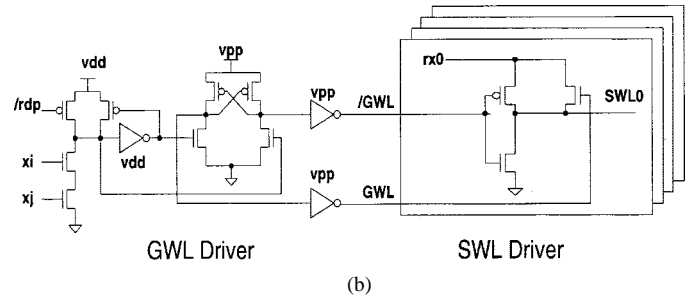 vdd
vpp
/rdp
vdd
xi
xj
vpp
/GWL
vpp
GWL
rx0
SWL0
GWL Driver
SWL Driver
(b)